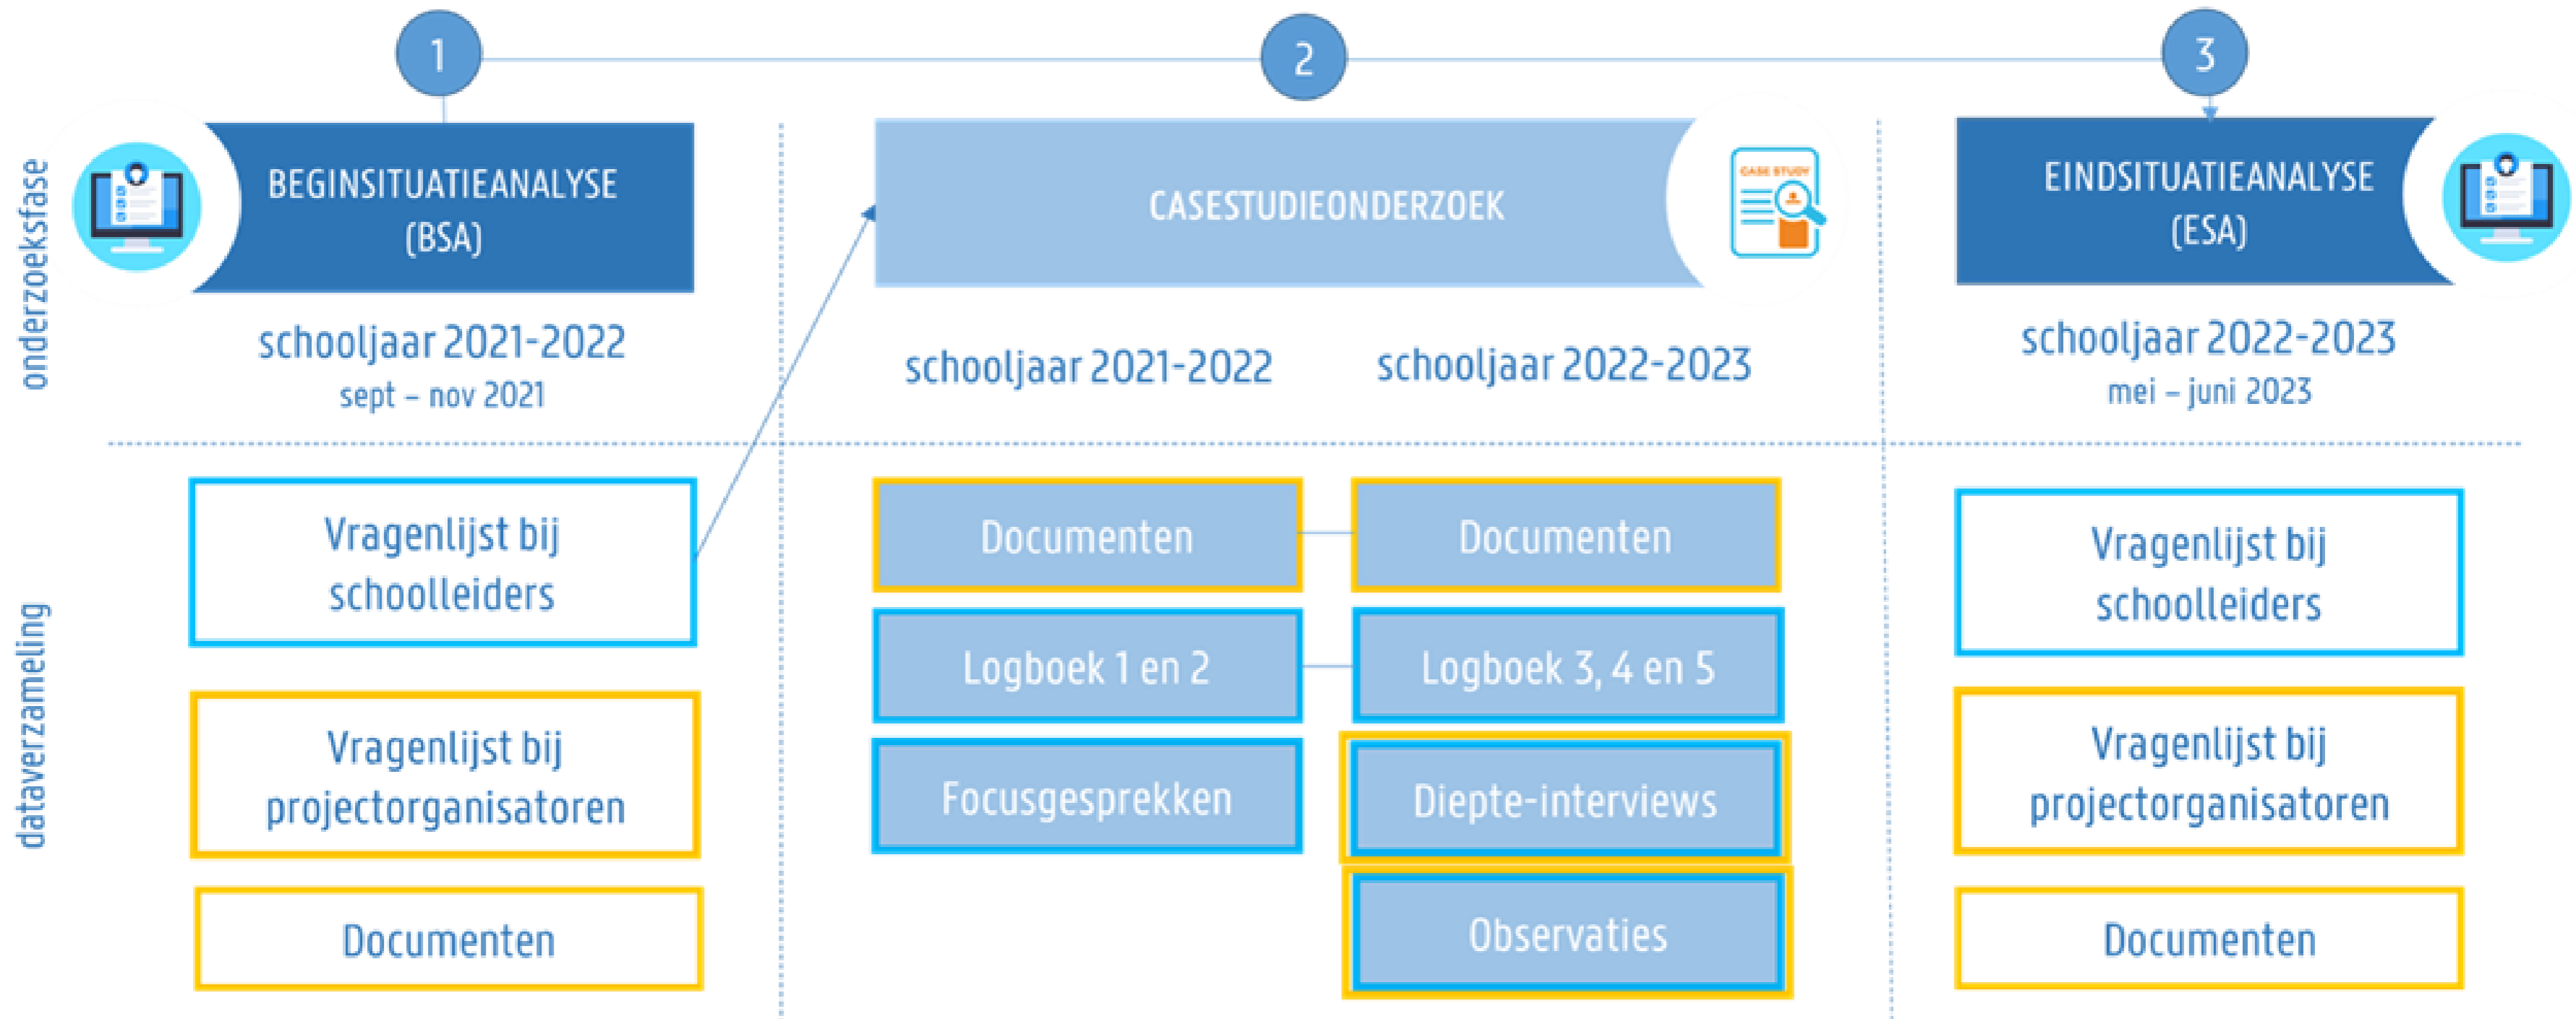 1
2
3
onderzoeksfase
BEGINSITUATIEANALYSE
(BSA)
schooljaar 2021-2022
sept – nov 2021
CASESTUDIEONDERZOEK
CASE STUDY
schooljaar 2021-2022
schooljaar 2022-2023
EINDSITUATIEANALYSE
(ESA)
schooljaar 2022-2023
mei – juni 2023
dataverzameling
Vragenlijst bij
schoolleiders
Vragenlijst bij
projectorganisatoren
Documenten
Documenten
Documenten
Logboek 1 en 2
Logboek 3, 4 en 5
Focusgesprekken
Diepte-interviews
Observaties
Vragenlijst bij
schoolleiders
Vragenlijst bij
projectorganisatoren
Documenten